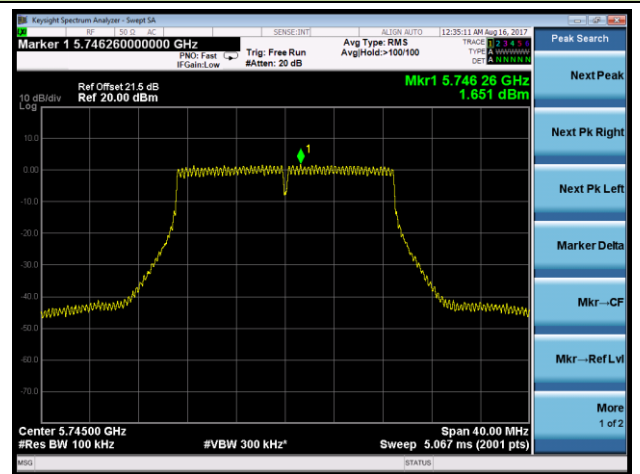 Keysight Spectrum Analyzer - Swept SA
RF 50 Ω AC SENSE:INT ALIGN AUTO 12:35:11 AM Aug 16, 2017
Marker 1 5.746260000000 GHz
PNO: Fast
IFGain:Low
Trig: Free Run
#Atten: 20 dB
Avg Type: RMS
Avg|Hold:>100/100
TRACE 1 2 3 4 5 6
TYPE A WWWWW
DET A N N N N N
Peak Search
Ref Offset 21.5 dB
Ref 20.00 dBm
10 dB/div
Log
Mkr1 5.746 26 GHz
1.651 dBm
1
10.0
0.00
-10.0
-20.0
-30.0
-40.0
-50.0
-60.0
-70.0
Center 5.74500 GHz
#Res BW 100 kHz
#VBW 300 kHz*
Span 40.00 MHz
Sweep 5.067 ms (2001 pts)
Next Peak
Next Pk Right
Next Pk Left
Marker Delta
Mkr→CF
Mkr→Ref Lvl
More
1 of 2
MSG
STATUS